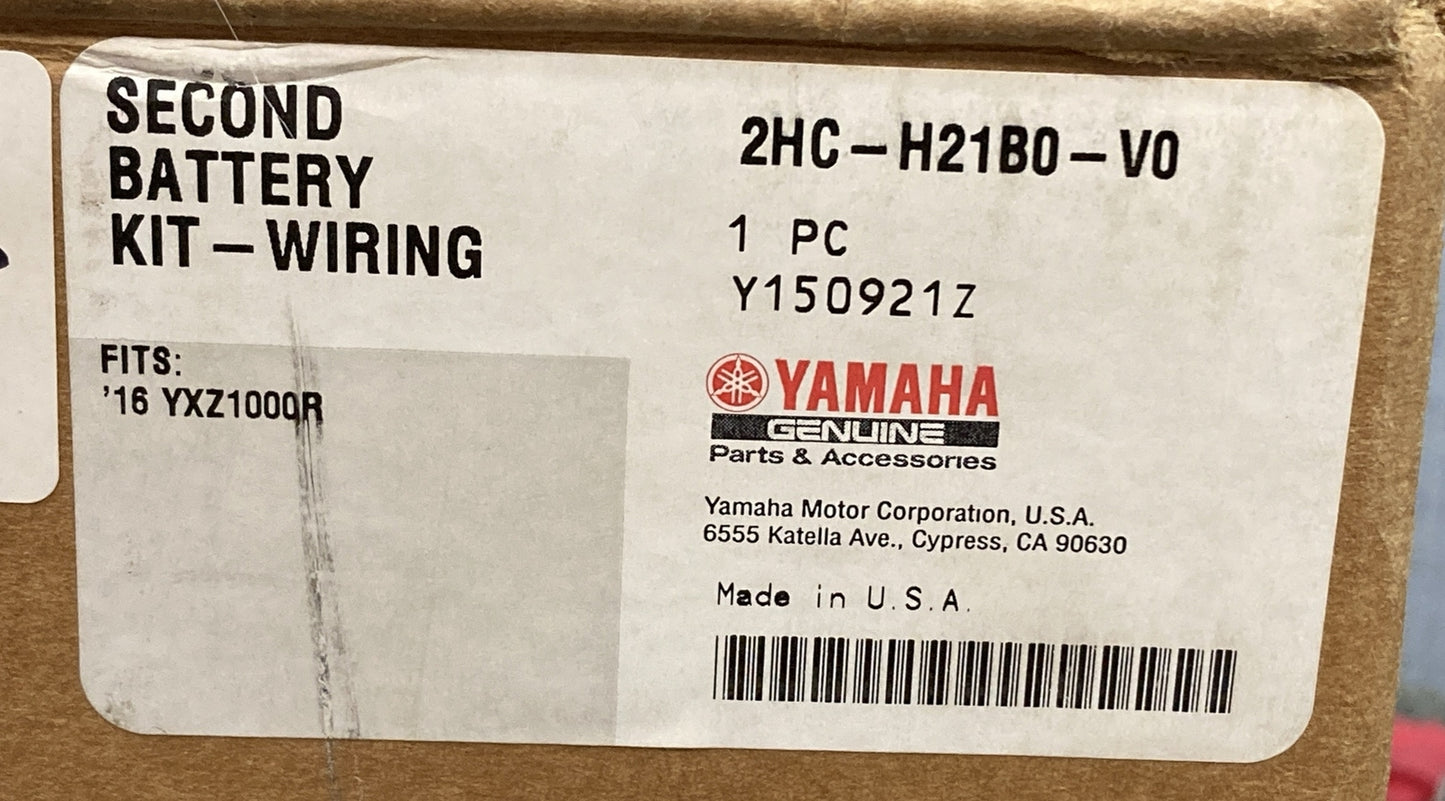 SECOND
BATTERY
KIT – WIRING
FITS:
’16 YXZ1000R
2HC – H21B0 – V0
1 PC
Y150921Z
YAMAHA
GENUINE
Parts & Accessories
Yamaha Motor Corporation, U.S.A.
6555 Katella Ave., Cypress, CA 90630
Made in U.S.A.